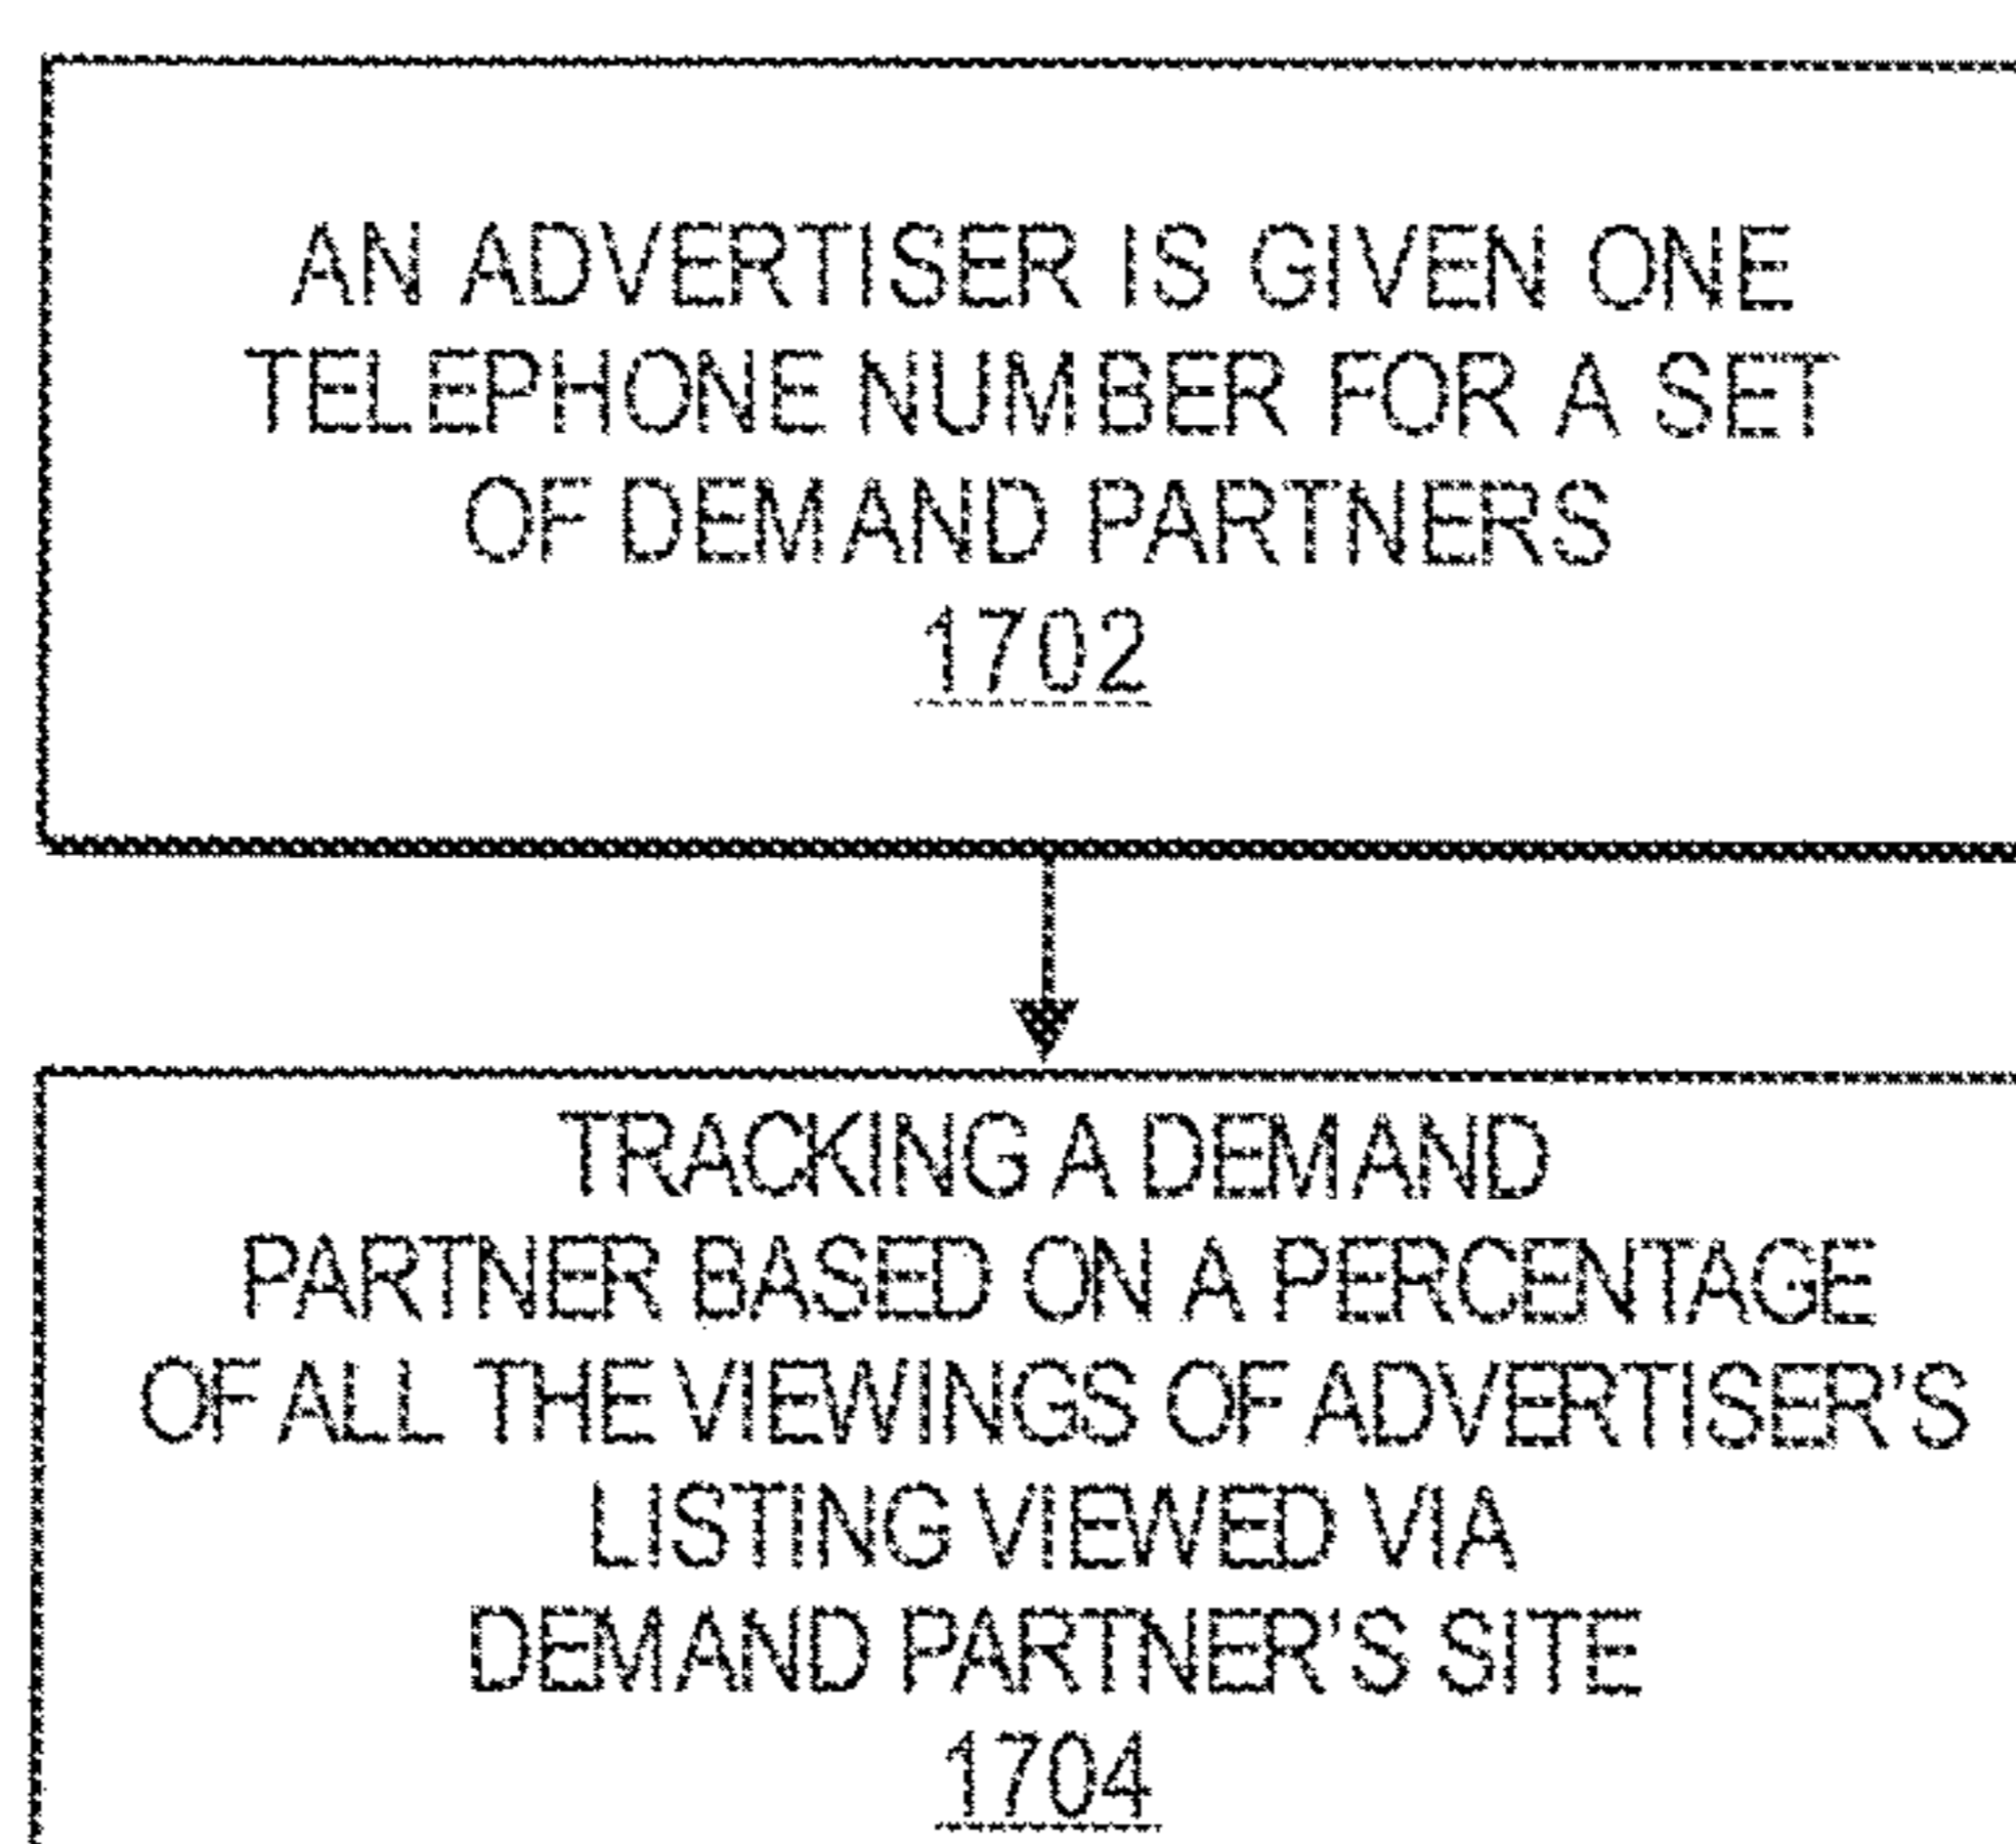 AN ADVERTISER IS GIVEN ONE
TELEPHONE NUMBER FOR A SET
OF DEMAND PARTNERS
1702
TRACKING A DEMAND
PARTNER BASED ON A PERCENTAGE
OF ALL THE VIEWINGS OF ADVERTISER'S
LISTING VIEWED VIA
DEMAND PARTNER'S SITE
1704